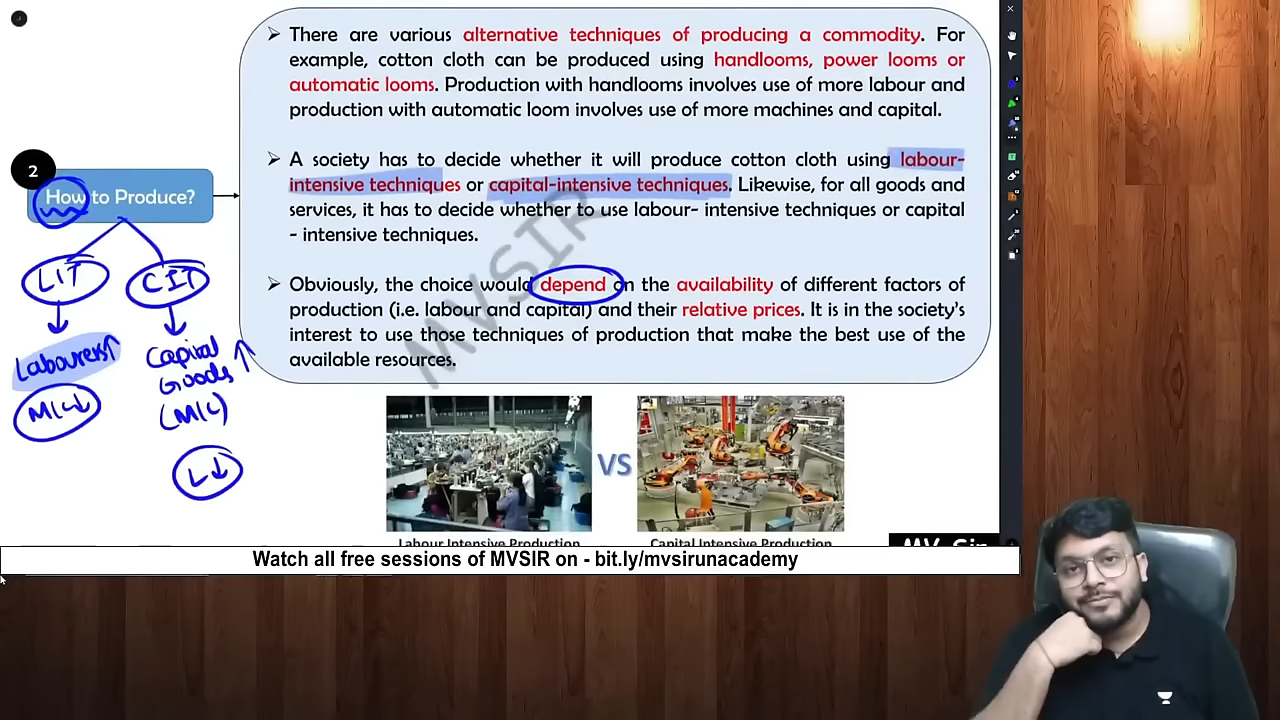 ➢ There are various alternative techniques of producing a commodity. For
example, cotton cloth can be produced using handlooms, power looms or
automatic looms. Production with handlooms involves use of more labour and
production with automatic loom involves use of more machines and capital.
2
How to Produce?
➢ A society has to decide whether it will produce cotton cloth using labour-
intensive techniques or capital-intensive techniques. Likewise, for all goods and
services, it has to decide whether to use labour- intensive techniques or capital
- intensive techniques.
➢ Obviously, the choice would depend on the availability of different factors of
production (i.e. labour and capital) and their relative prices. It is in the society's
interest to use those techniques of production that make the best use of the
available resources.
LIT
CIT
Labourers↑
M/C↓
Capital
Goods ↑
(M/C)
L↓
MVSIR
VS
Labour Intensive Production
Capital Intensive Production
MV Sir
Watch all free sessions of MVSIR on - bit.ly/mvsirunacademy